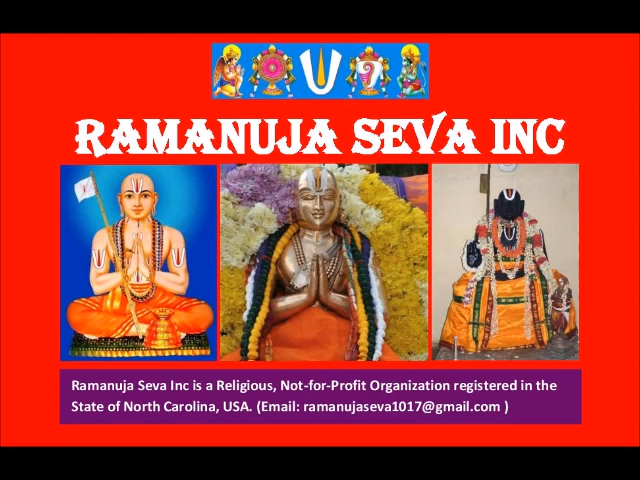 RAMANUJA SEVA INC
Ramanuja Seva Inc is a Religious, Not-for-Profit Organization registered in the
State of North Carolina, USA. (Email: ramanujaseva1017@gmail.com )